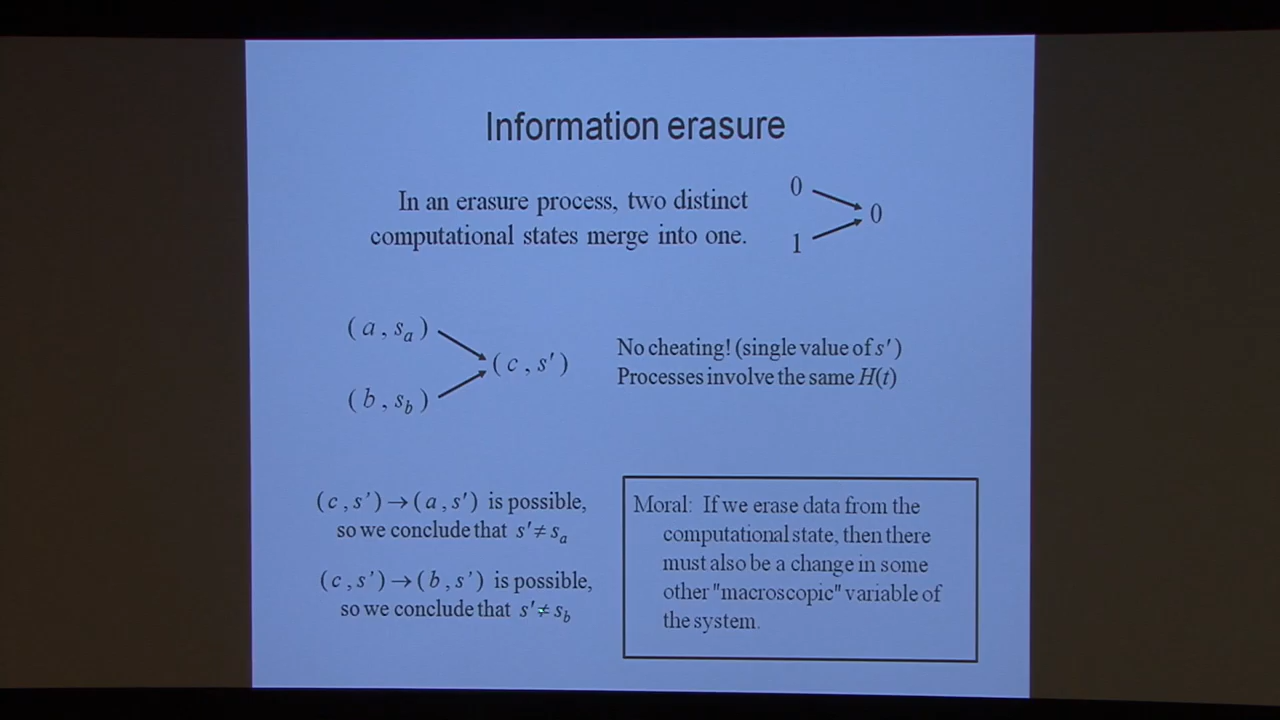 Information erasure
In an erasure process, two distinct
computational states merge into one.
0
1
0
(a, sₐ)
(b, s_b)
(c, s′)
No cheating! (single value of s′)
Processes involve the same H(t)
(c, s′) → (a, s′) is possible,
so we conclude that s′ ≠ sₐ
(c, s′) → (b, s′) is possible,
so we conclude that s′ ≠ s_b
Moral: If we erase data from the
computational state, then there
must also be a change in some
other "macroscopic" variable of
the system.